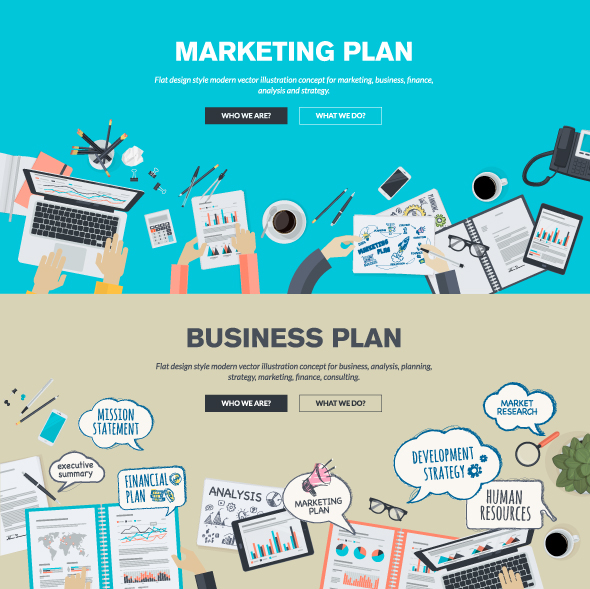 MARKETING PLAN
Flat design style modern vector illustration concept for marketing, business, finance,
analysis and strategy.
WHO WE ARE?
WHAT WE DO?
MARKETING
PLAN
PLANNING
BUSINESS PLAN
Flat design style modern vector illustration concept for business, analysis, planning,
strategy, marketing, finance, consulting.
WHO WE ARE?
WHAT WE DO?
MISSION
STATEMENT
MARKET
RESEARCH
executive
summary
FINANCIAL
PLAN
DEVELOPMENT
STRATEGY
ANALYSIS
MARKETING
PLAN
HUMAN
RESOURCES